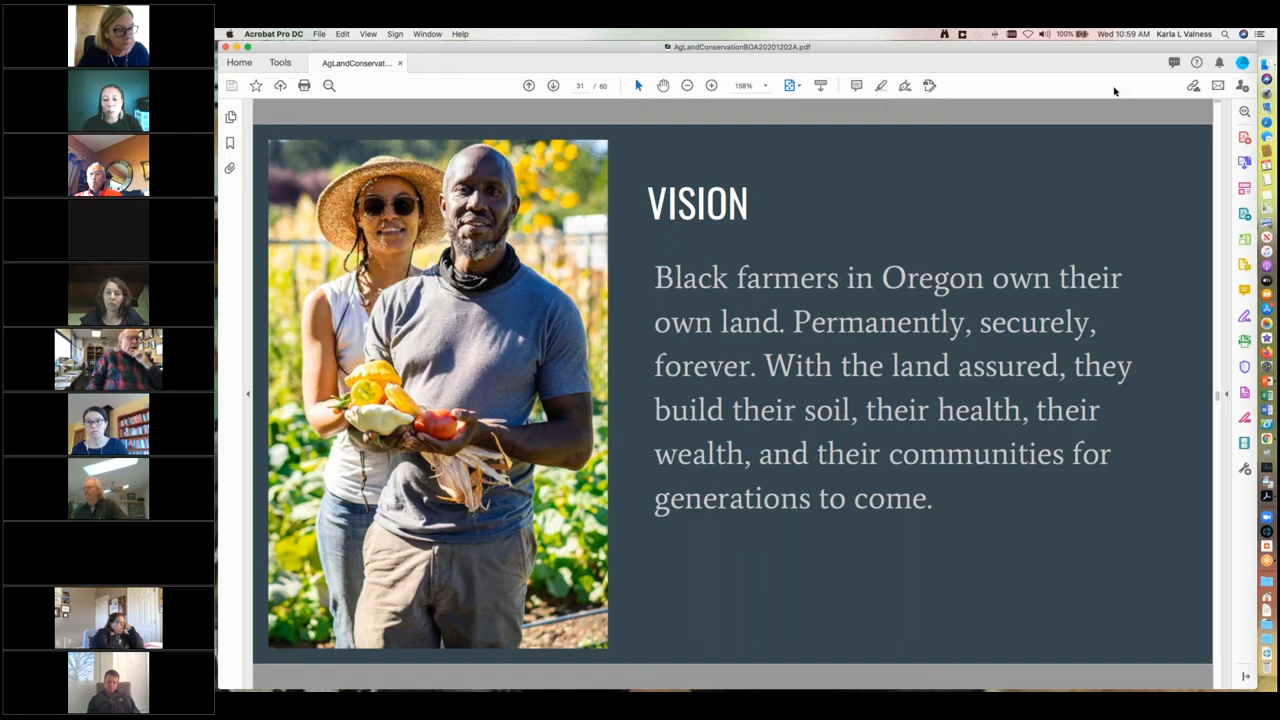 Acrobat Pro DC File Edit View Sign Window Help
100% Wed 10:59 AM Karla L Valness
AgLandConservationBOA20201202A.pdf
Home Tools AgLandConservat... ×
31 / 60 158%
VISION
Black farmers in Oregon own their
own land. Permanently, securely,
forever. With the land assured, they
build their soil, their health, their
wealth, and their communities for
generations to come.